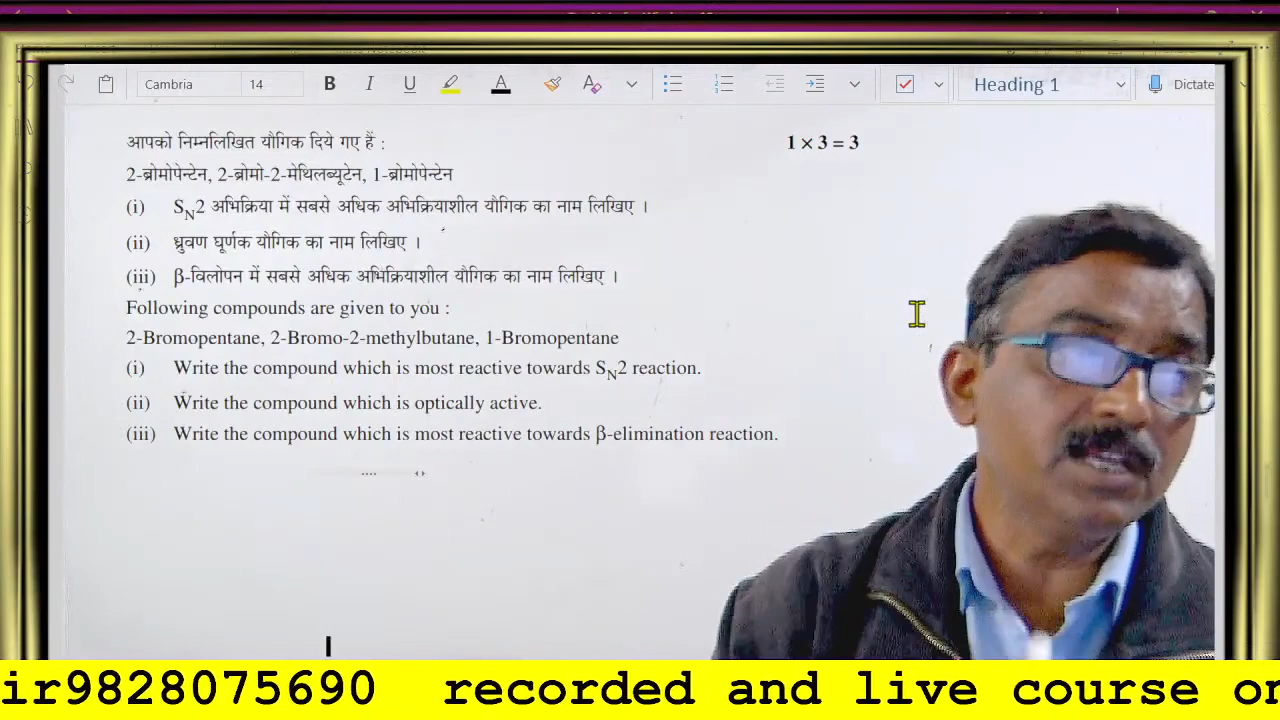 Cambria 14 B I U A A Heading 1 Dictate
आपको निम्नलिखित यौगिक दिये गए हैं : 1 × 3 = 3
2-ब्रोमोपेन्टेन, 2-ब्रोमो-2-मेथिलब्यूटेन, 1-ब्रोमोपेन्टेन
(i) SN2 अभिक्रिया में सबसे अधिक अभिक्रियाशील यौगिक का नाम लिखिए ।
(ii) ध्रुवण घूर्णक यौगिक का नाम लिखिए ।
(iii) β-विलोपन में सबसे अधिक अभिक्रियाशील यौगिक का नाम लिखिए ।
Following compounds are given to you :
2-Bromopentane, 2-Bromo-2-methylbutane, 1-Bromopentane
(i) Write the compound which is most reactive towards SN2 reaction.
(ii) Write the compound which is optically active.
(iii) Write the compound which is most reactive towards β-elimination reaction.
ir9828075690 recorded and live course on